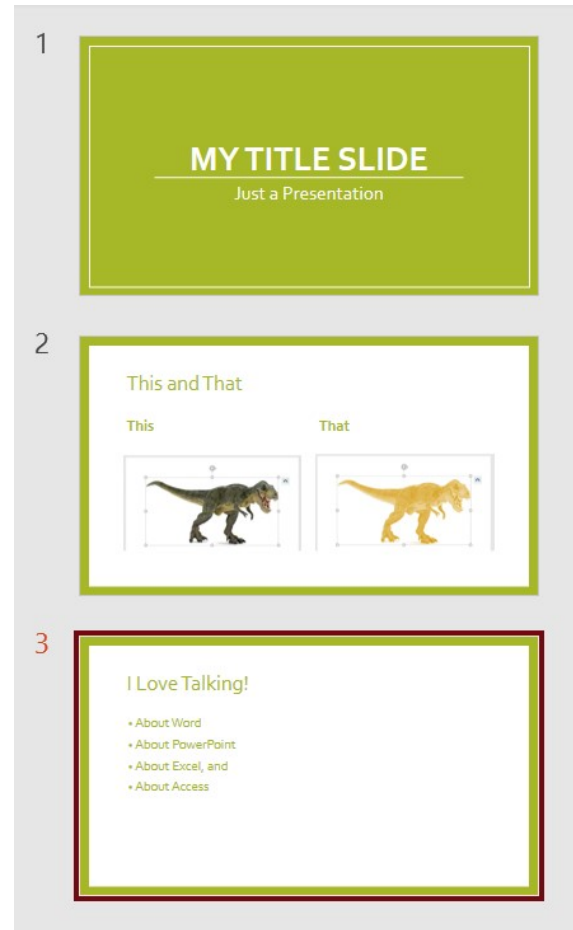 1
MY TITLE SLIDE
Just a Presentation
2
This and That
This That
3
I Love Talking!
• About Word
• About PowerPoint
• About Excel, and
• About Access